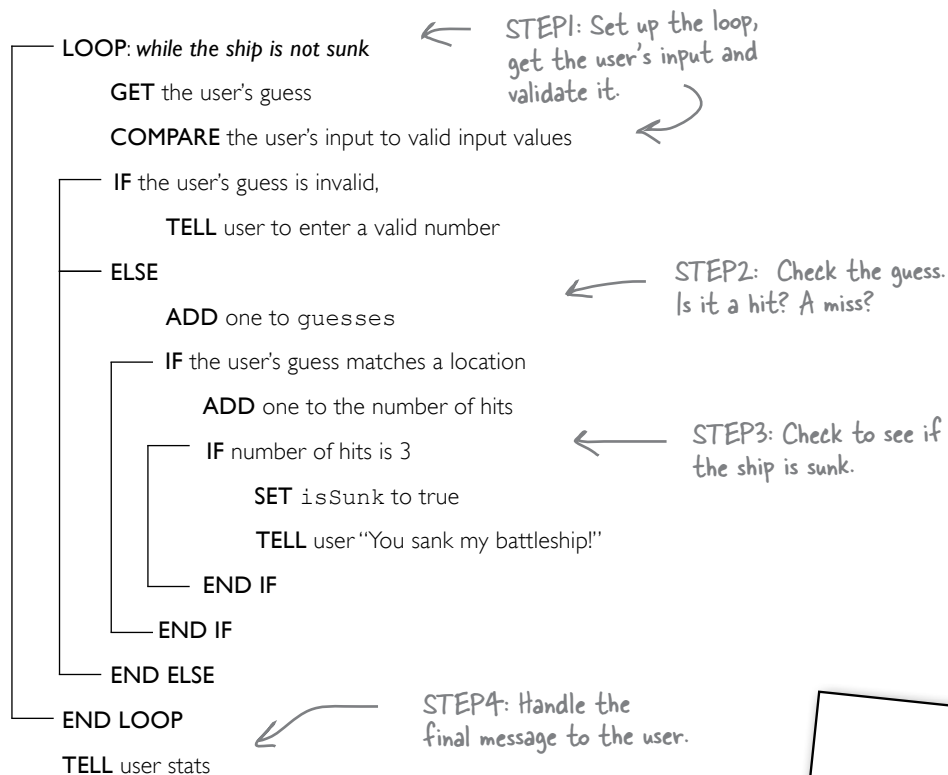 LOOP: while the ship is not sunk
STEP1: Set up the loop,
get the user's input and
validate it.
GET the user's guess
COMPARE the user's input to valid input values
IF the user's guess is invalid,
TELL user to enter a valid number
ELSE
STEP2: Check the guess.
Is it a hit? A miss?
ADD one to guesses
IF the user's guess matches a location
ADD one to the number of hits
STEP3: Check to see if
the ship is sunk.
IF number of hits is 3
SET isSunk to true
TELL user “You sank my battleship!”
END IF
END IF
END ELSE
END LOOP
STEP4: Handle the
final message to the user.
TELL user stats